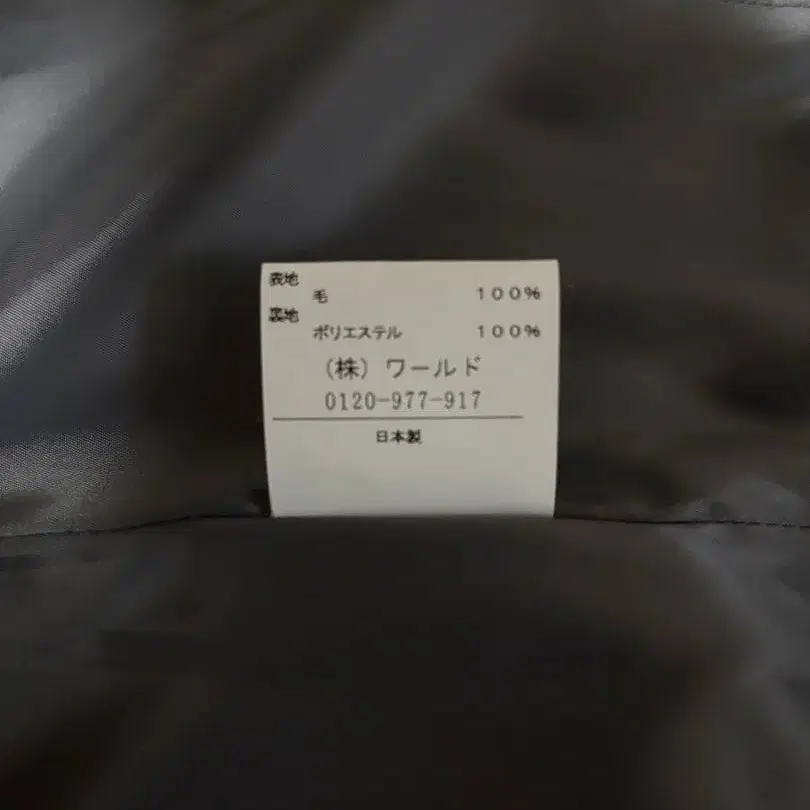 表地
毛 100%
裏地
ポリエステル 100%
(株) ワールド
0120-977-917
日本製